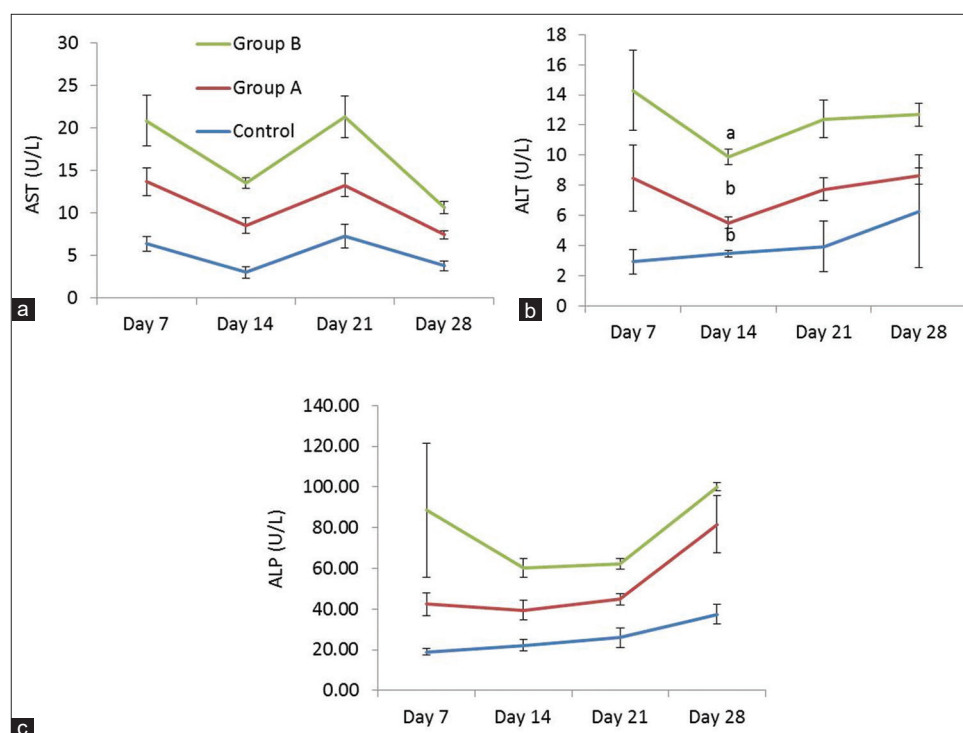 30
25
20
15
10
5
0
AST (U/L)
Group B
Group A
Control
Day 7 Day 14 Day 21 Day 28
a
18
16
14
12
10
8
6
4
2
0
ALT (U/L)
a
b
b
Day 7 Day 14 Day 21 Day 28
b
140.00
120.00
100.00
80.00
60.00
40.00
20.00
0.00
ALP (U/L)
Day 7 Day 14 Day 21 Day 28
c